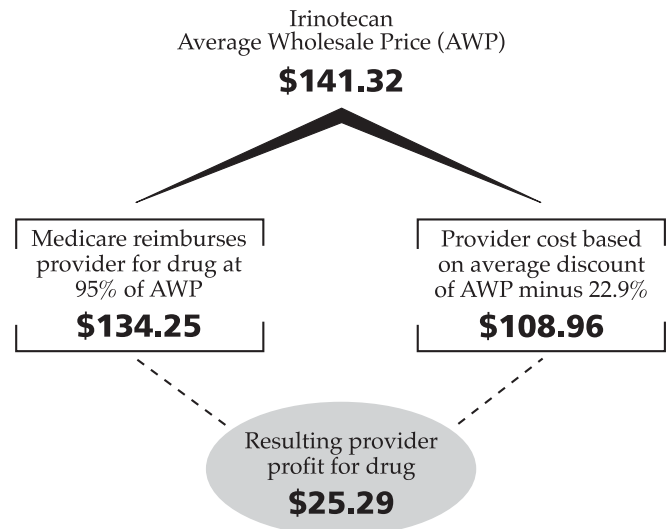 Irinotecan
Average Wholesale Price (AWP)
$141.32
Medicare reimburses
provider for drug at
95% of AWP
$134.25
Provider cost based
on average discount
of AWP minus 22.9%
$108.96
Resulting provider
profit for drug
$25.29